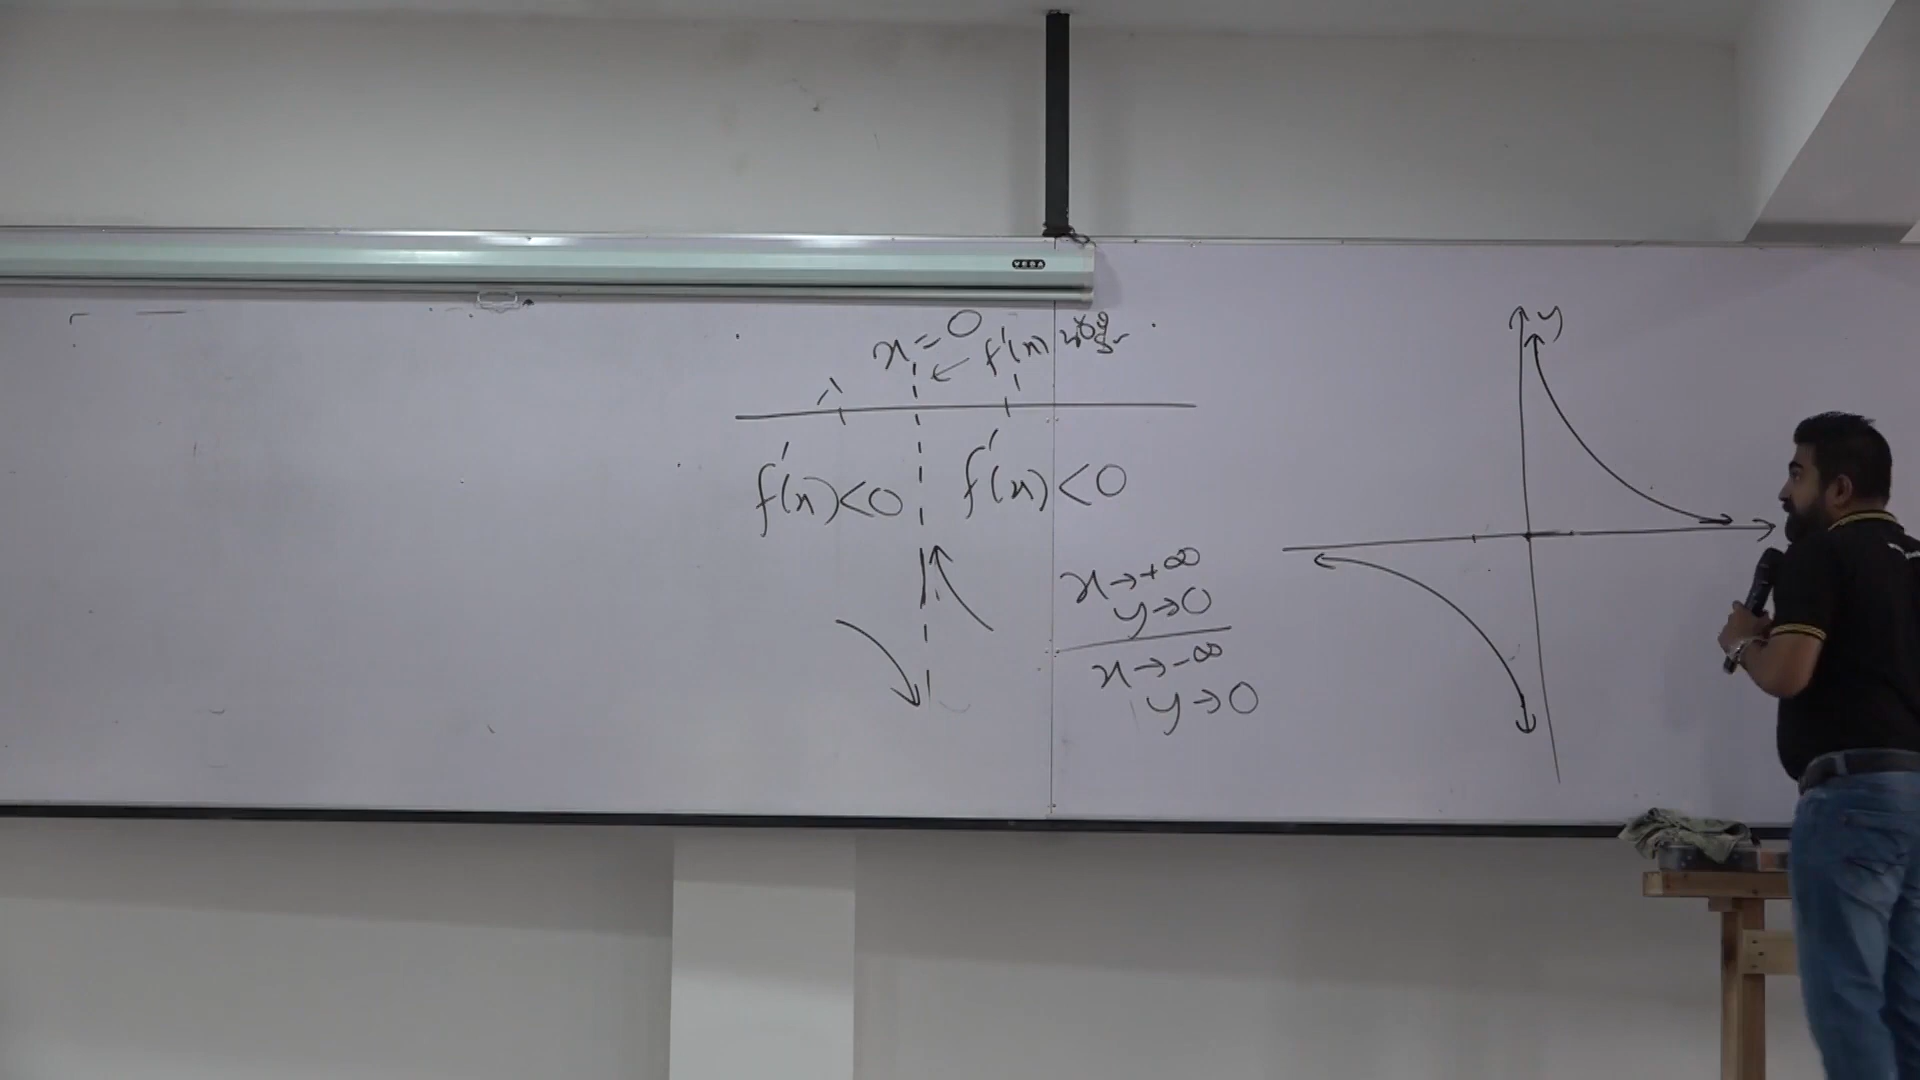 VEGA
x=0
← f'(x)
f'(x)<0
f'(x)<0
x→+∞
y→0
x→-∞
y→0
y